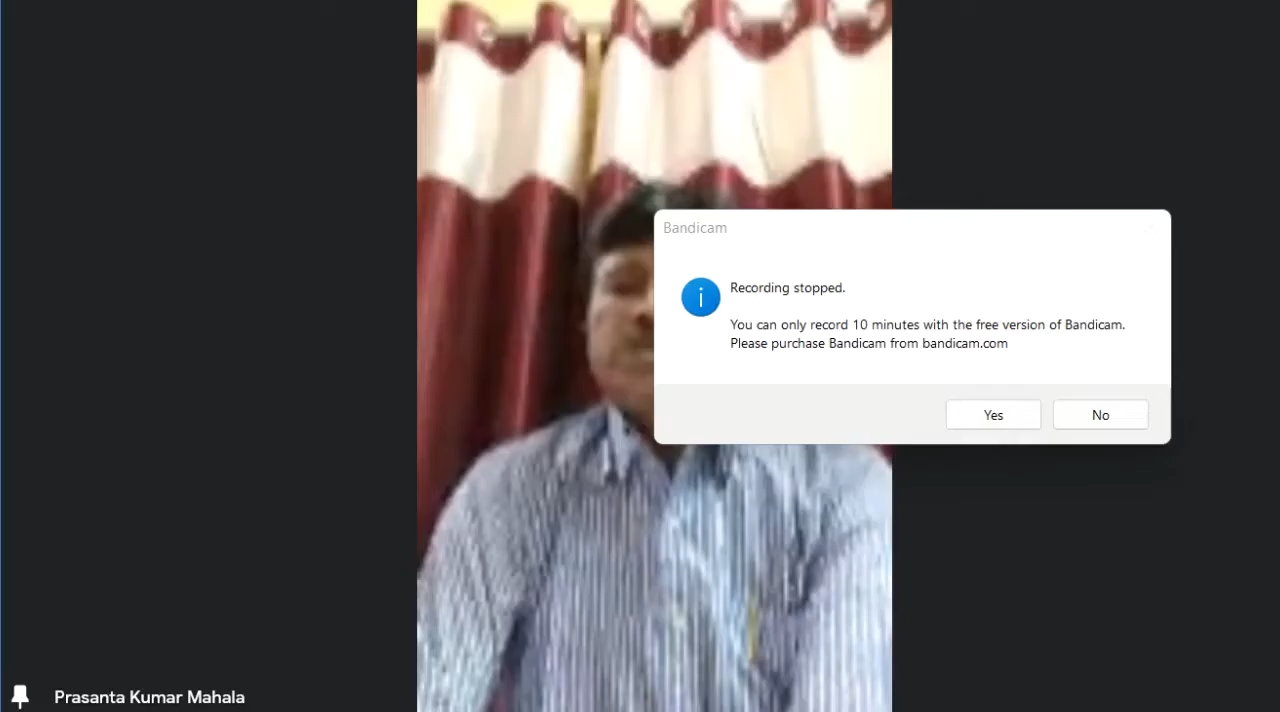 Bandicam
Recording stopped.
You can only record 10 minutes with the free version of Bandicam.
Please purchase Bandicam from bandicam.com
Yes
No
Prasanta Kumar Mahala